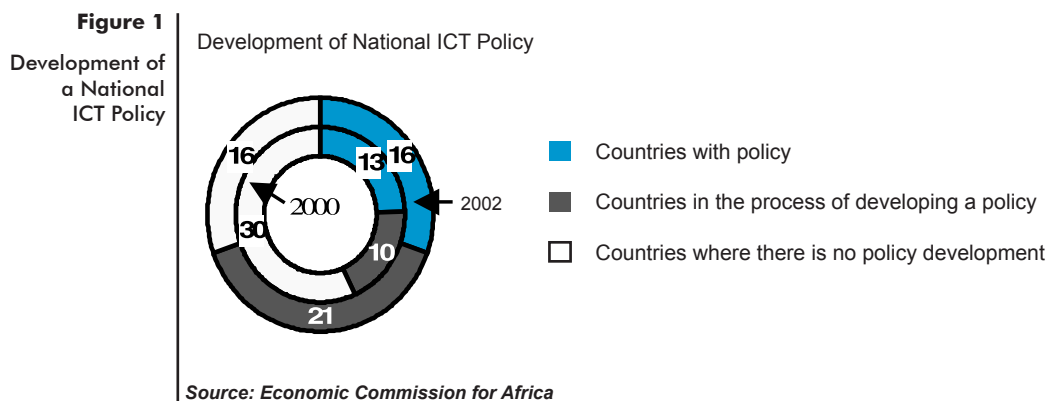 Figure 1
Development of
a National
ICT Policy
Development of National ICT Policy
16
13
16
2000
2002
30
10
21
Countries with policy
Countries in the process of developing a policy
Countries where there is no policy development
Source: Economic Commission for Africa